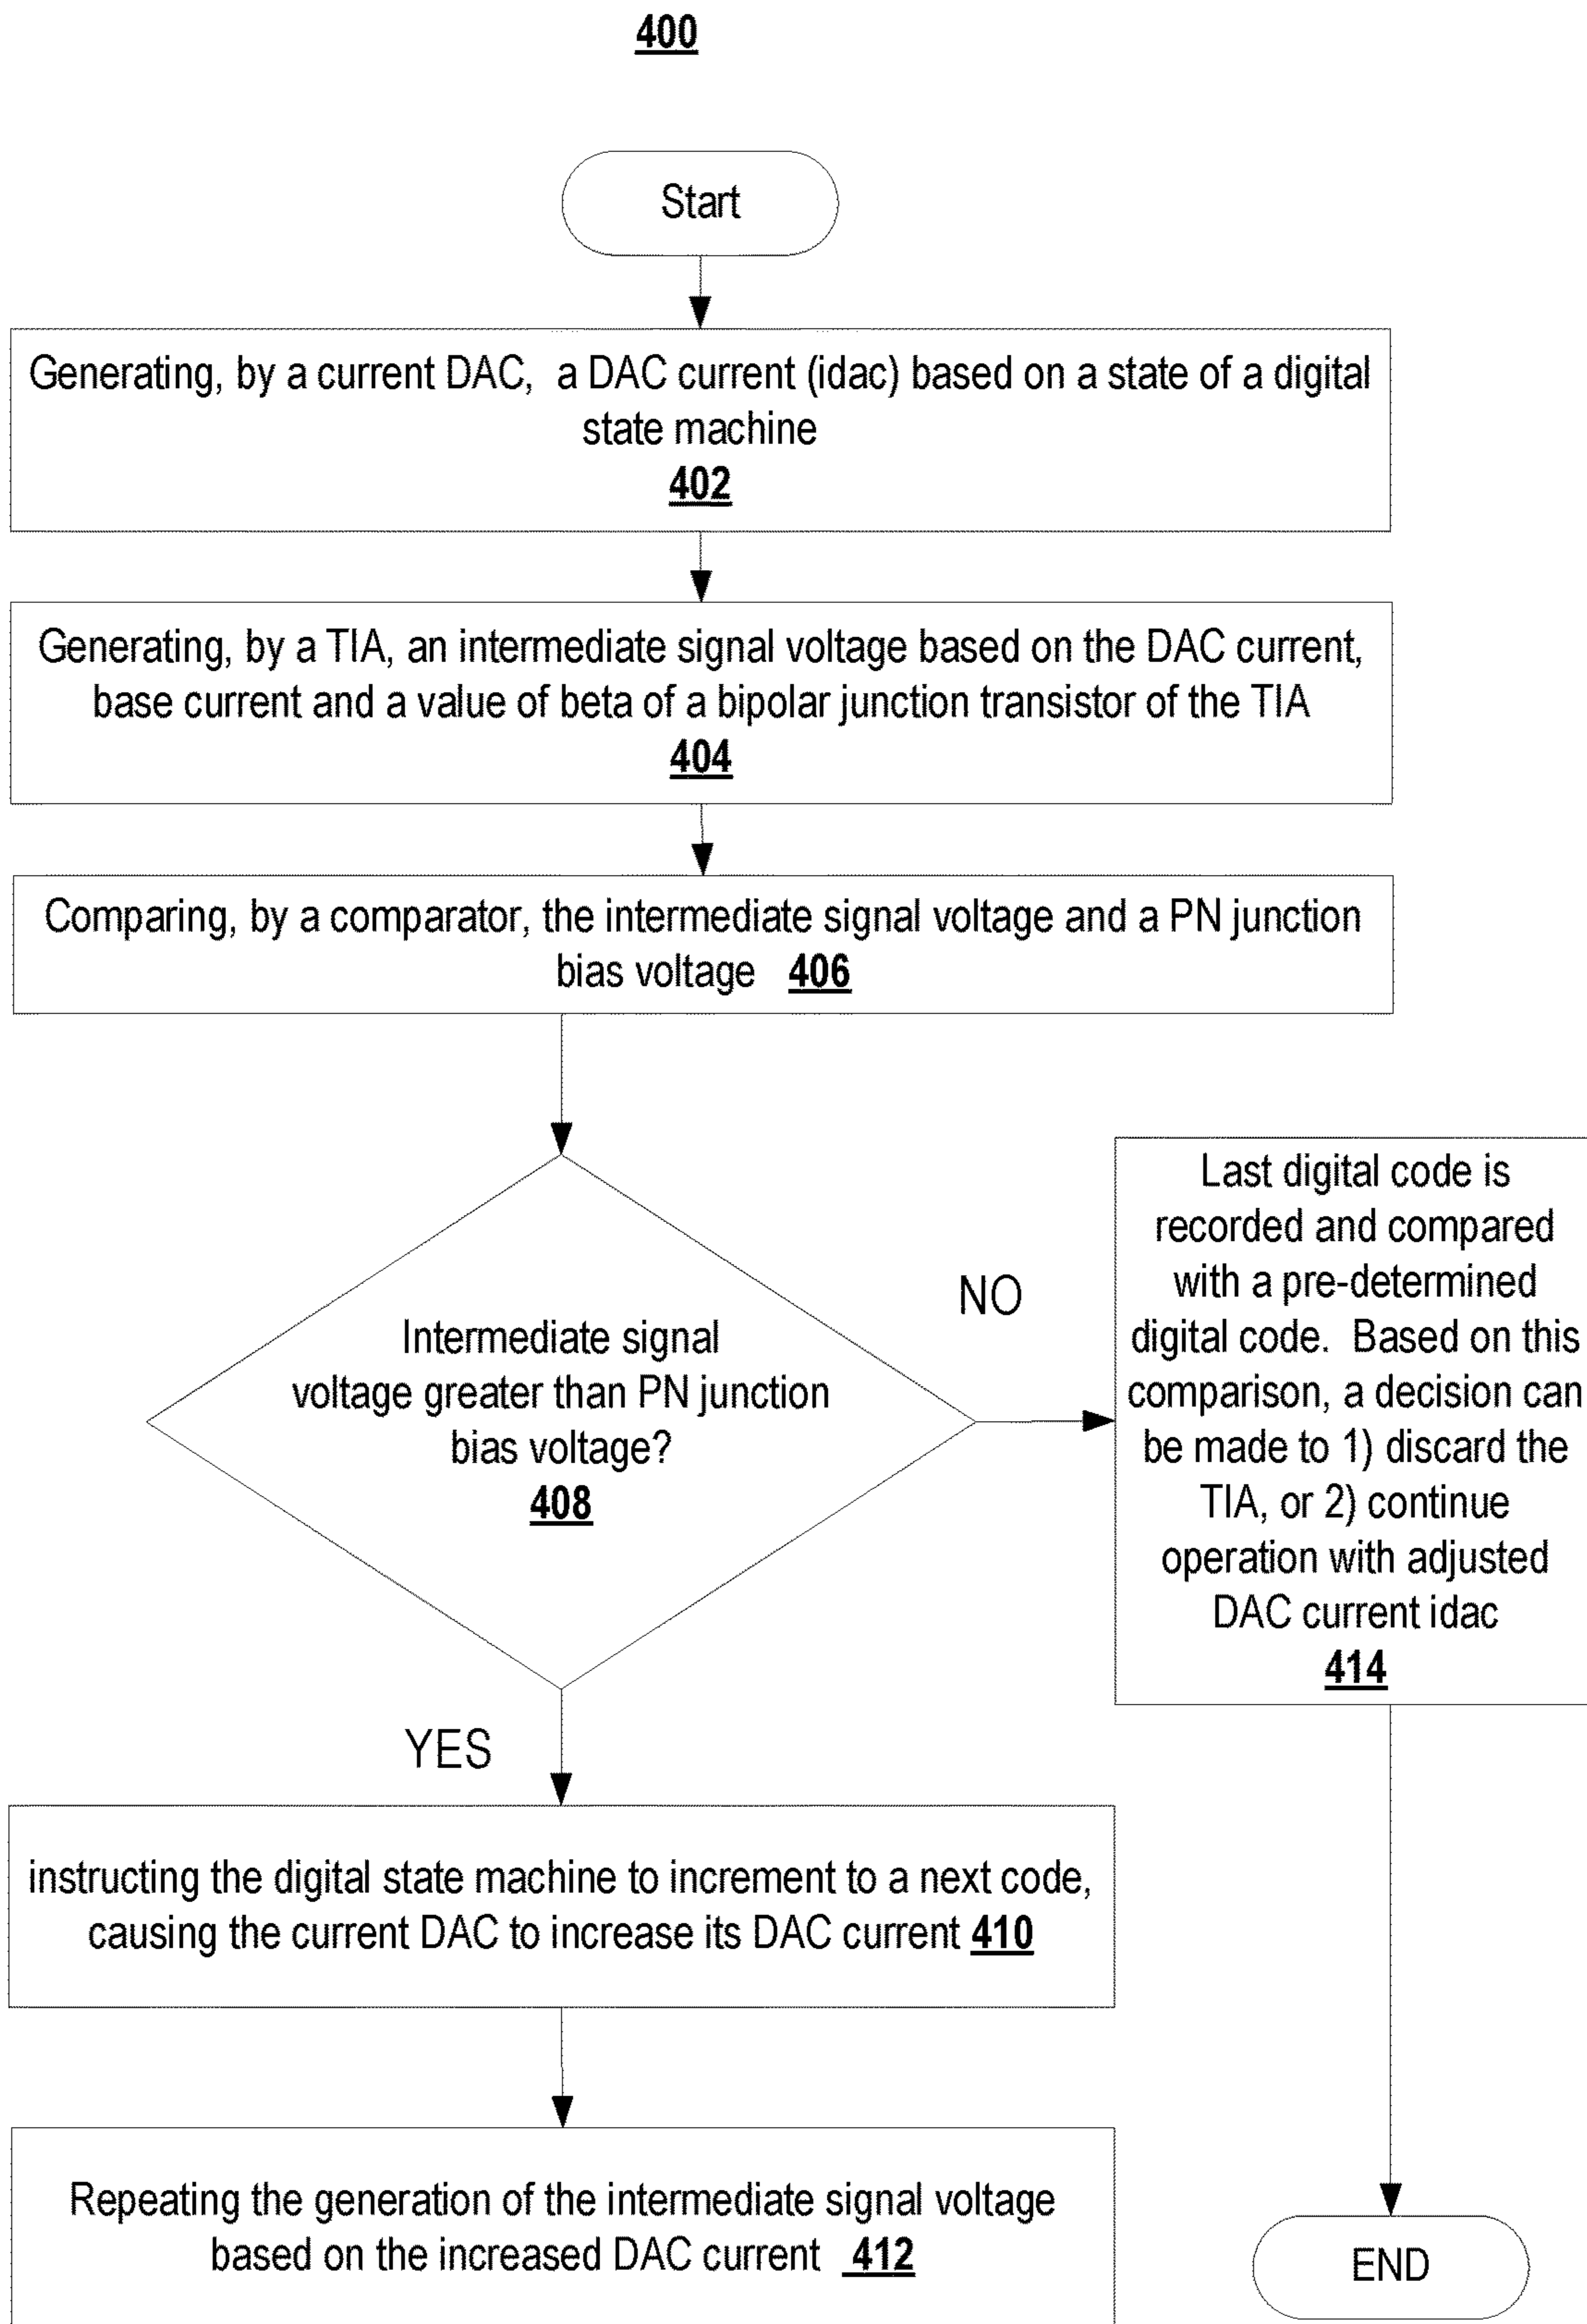 400
Start
Generating, by a current DAC, a DAC current (idac) based on a state of a digital
state machine
402
Generating, by a TIA, an intermediate signal voltage based on the DAC current,
base current and a value of beta of a bipolar junction transistor of the TIA
404
Comparing, by a comparator, the intermediate signal voltage and a PN junction
bias voltage 406
Intermediate signal
voltage greater than PN junction
bias voltage?
408
NO
Last digital code is
recorded and compared
with a pre-determined
digital code. Based on this
comparison, a decision can
be made to 1) discard the
TIA, or 2) continue
operation with adjusted
DAC current idac
414
YES
instructing the digital state machine to increment to a next code,
causing the current DAC to increase its DAC current 410
Repeating the generation of the intermediate signal voltage
based on the increased DAC current 412
END